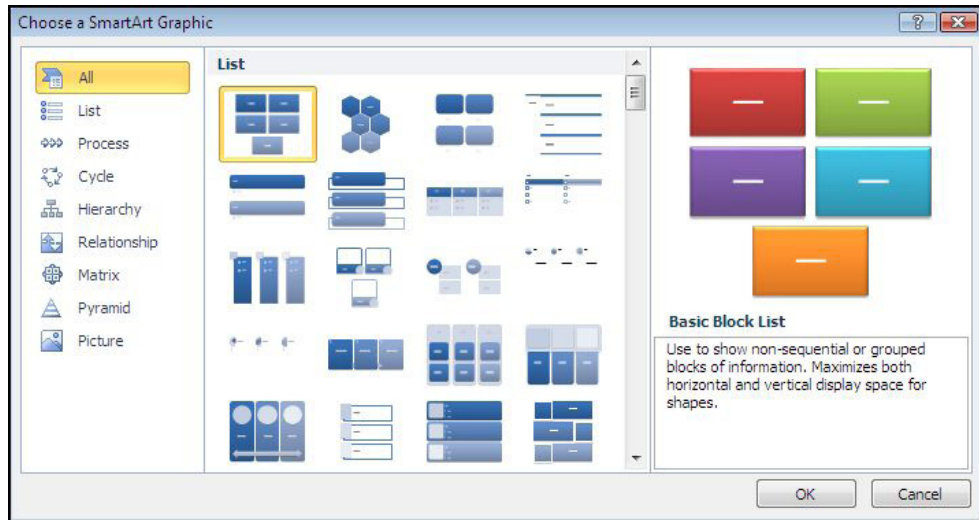 Choose a SmartArt Graphic
All
List
Process
Cycle
Hierarchy
Relationship
Matrix
Pyramid
Picture
List
Basic Block List
Use to show non-sequential or grouped
blocks of information. Maximizes both
horizontal and vertical display space for
shapes.
OK
Cancel